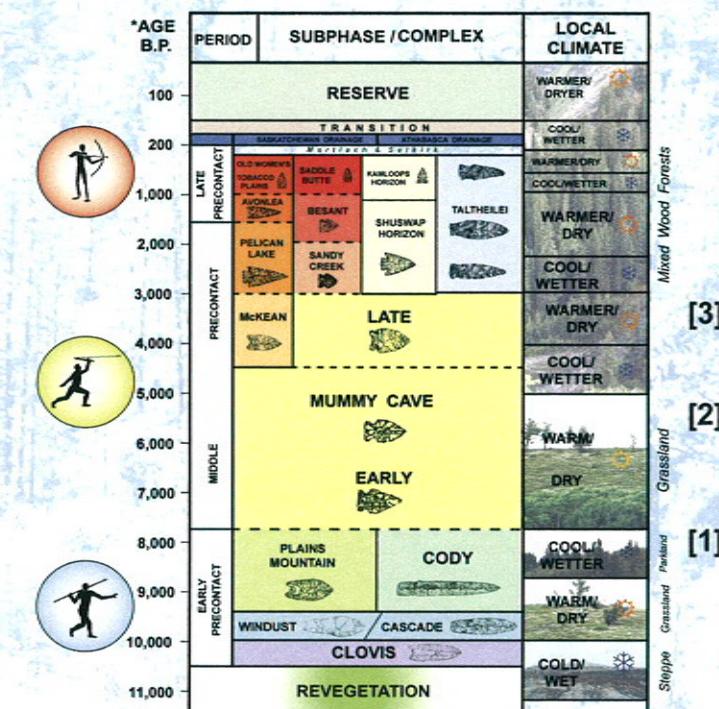 *AGE
B.P.
PERIOD
SUBPHASE / COMPLEX
LOCAL
CLIMATE
100
200
1,000
2,000
3,000
4,000
5,000
6,000
7,000
8,000
9,000
10,000
11,000
LATE
PRECONTACT
MIDDLE
PRECONTACT
EARLY
PRECONTACT
RESERVE
TRANSITION
SASKATCHEWAN DRAINAGE
ATHABASCA DRAINAGE
Mortlach & Selkirk
OLD WOMEN'S
TOBACCO
PLAINS
SADDLE
BUTTE
KAMLOOPS
HORIZON
AVONLEA
BESANT
TALTHEILEI
SHUSWAP
HORIZON
PELICAN
LAKE
SANDY
CREEK
McKEAN
LATE
MUMMY CAVE
EARLY
PLAINS
MOUNTAIN
CODY
WINDUST
CASCADE
CLOVIS
REVEGETATION
WARMER/
DRYER
COOL/
WETTER
WARMER/DRY
COOL/WETTER
WARMER/
DRY
COOL/
WETTER
WARMER/
DRY
COOL/
WETTER
WARM/
DRY
COOL/
WETTER
WARM/
DRY
COLD/
WET
Mixed Wood Forests
Grassland
Parkland
Grassland
Steppe
[3]
[2]
[1]